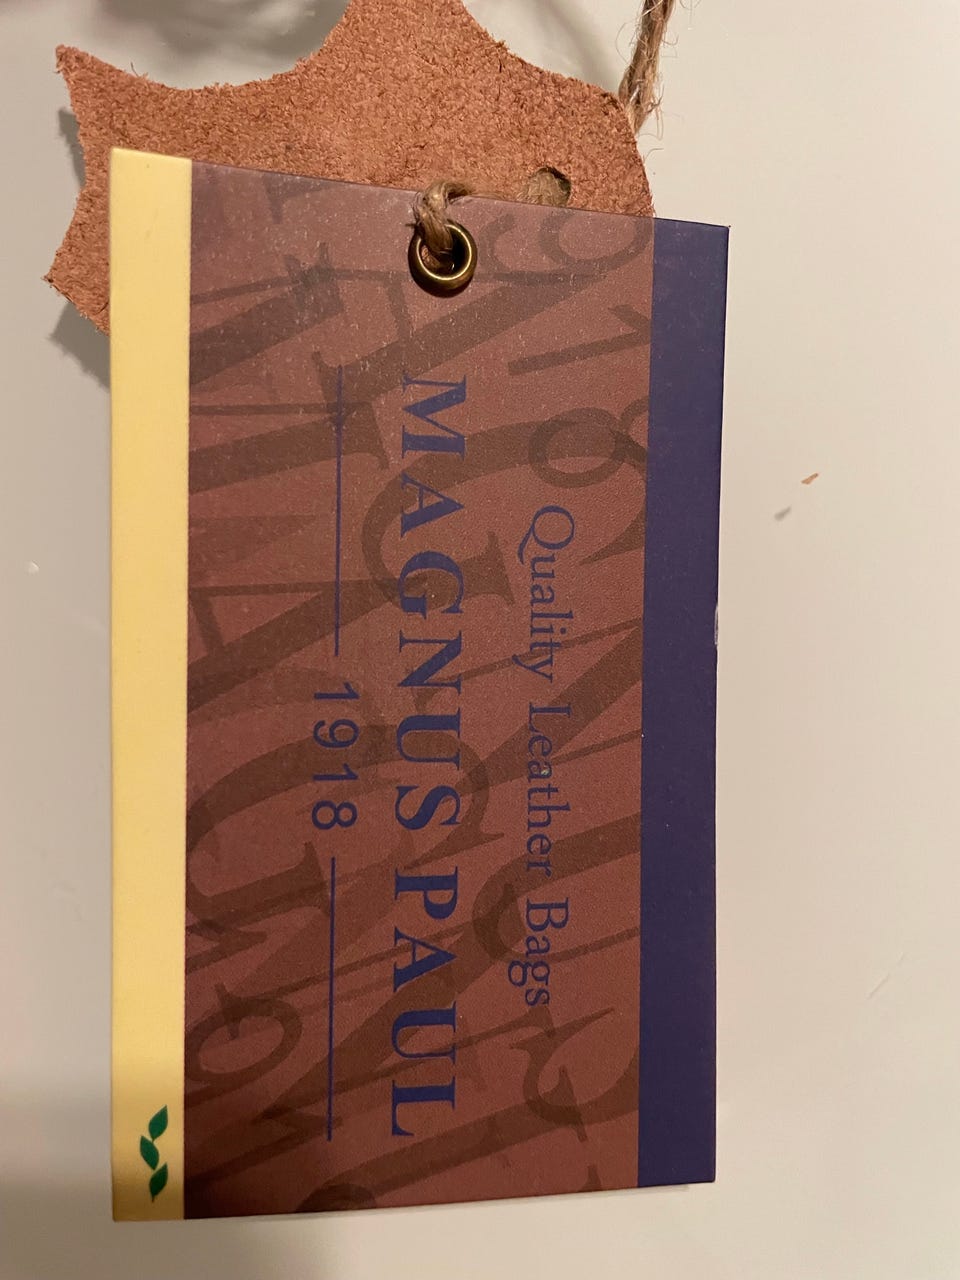 Quality Leather Bags
MAGNUS PAUL
1918